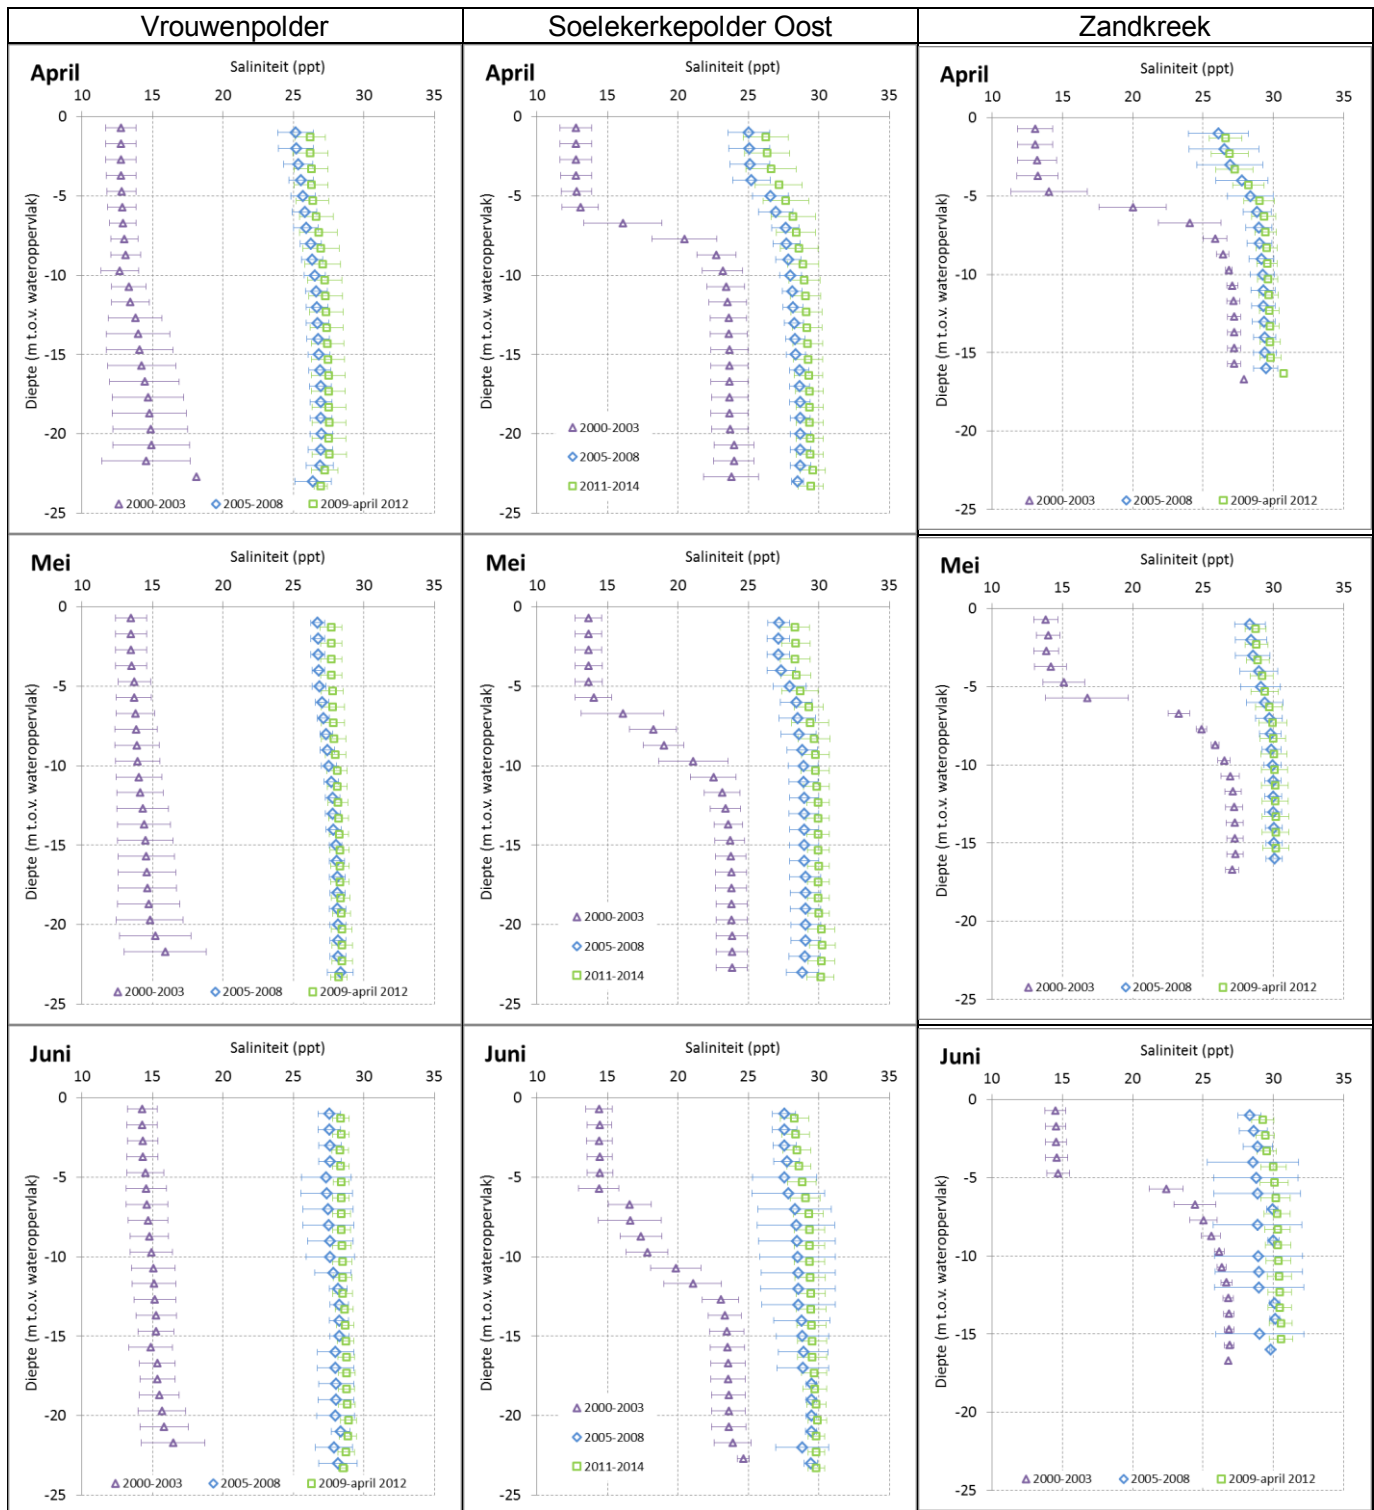 Vrouwenpolder
Soelekerkepolder Oost
Zandkreek
April
Saliniteit (ppt)
10 15 20 25 30 35
0
-5
-10
-15
-20
-25
Diepte (m t.o.v. wateroppervlak)
2000-2003 2005-2008 2009-april 2012
April
Saliniteit (ppt)
10 15 20 25 30 35
0
-5
-10
-15
-20
-25
Diepte (m t.o.v. wateroppervlak)
2000-2003
2005-2008
2011-2014
April
Saliniteit (ppt)
10 15 20 25 30 35
0
-5
-10
-15
-20
-25
Diepte (m t.o.v. wateroppervlak)
2000-2003 2005-2008 2009-april 2012
Mei
Saliniteit (ppt)
10 15 20 25 30 35
0
-5
-10
-15
-20
-25
Diepte (m t.o.v. wateroppervlak)
2000-2003 2005-2008 2009-april 2012
Mei
Saliniteit (ppt)
10 15 20 25 30 35
0
-5
-10
-15
-20
-25
Diepte (m t.o.v. wateroppervlak)
2000-2003
2005-2008
2011-2014
Mei
Saliniteit (ppt)
10 15 20 25 30 35
0
-5
-10
-15
-20
-25
Diepte (m t.o.v. wateroppervlak)
2000-2003 2005-2008 2009-april 2012
Juni
Saliniteit (ppt)
10 15 20 25 30 35
0
-5
-10
-15
-20
-25
Diepte (m t.o.v. wateroppervlak)
2000-2003 2005-2008 2009-april 2012
Juni
Saliniteit (ppt)
10 15 20 25 30 35
0
-5
-10
-15
-20
-25
Diepte (m t.o.v. wateroppervlak)
2000-2003
2005-2008
2011-2014
Juni
Saliniteit (ppt)
10 15 20 25 30 35
0
-5
-10
-15
-20
-25
Diepte (m t.o.v. wateroppervlak)
2000-2003 2005-2008 2009-april 2012